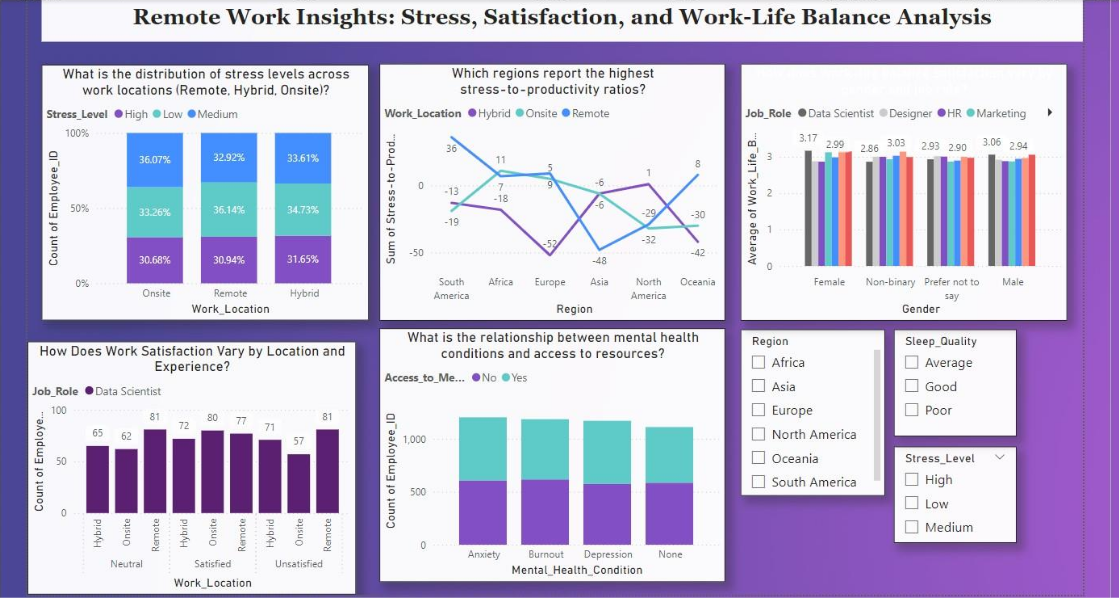 Remote Work Insights: Stress, Satisfaction, and Work-Life Balance Analysis
What is the distribution of stress levels across
work locations (Remote, Hybrid, Onsite)?
Stress_Level High Low Medium
Count of Employee_ID
100%
50%
0%
36.07%
32.92%
33.61%
33.26%
36.14%
34.73%
30.68%
30.94%
31.65%
Onsite Remote Hybrid
Work_Location
Which regions report the highest
stress-to-productivity ratios?
Work_Location Hybrid Onsite Remote
Sum of Stress-to-Prod...
0
-50
36
-13
-19
11
7
-18
5
9
-52
-6
-6
-48
1
-29
-32
8
-30
-42
South
America
Africa
Europe
Asia
North
America
Oceania
Region
Job_Role Data Scientist Designer HR Marketing
Average of Work_Life_B...
3
2
1
0
3.17 2.99 2.86 3.03 2.93 2.90 3.06 2.94
Female
Non-binary
Prefer not to
say
Male
Gender
How Does Work Satisfaction Vary by Location and
Experience?
Job_Role Data Scientist
Count of Employe...
100
50
0
65 62 81 72 80 77 71 57 81
Hybrid Onsite Remote Hybrid Onsite Remote Hybrid Onsite Remote
Neutral Satisfied Unsatisfied
Work_Location
What is the relationship between mental health
conditions and access to resources?
Access_to_Me... No Yes
Count of Employee_ID
1,000
500
0
Anxiety Burnout Depression None
Mental_Health_Condition
Region
Africa
Asia
Europe
North America
Oceania
South America
Sleep_Quality
Average
Good
Poor
Stress_Level
High
Low
Medium